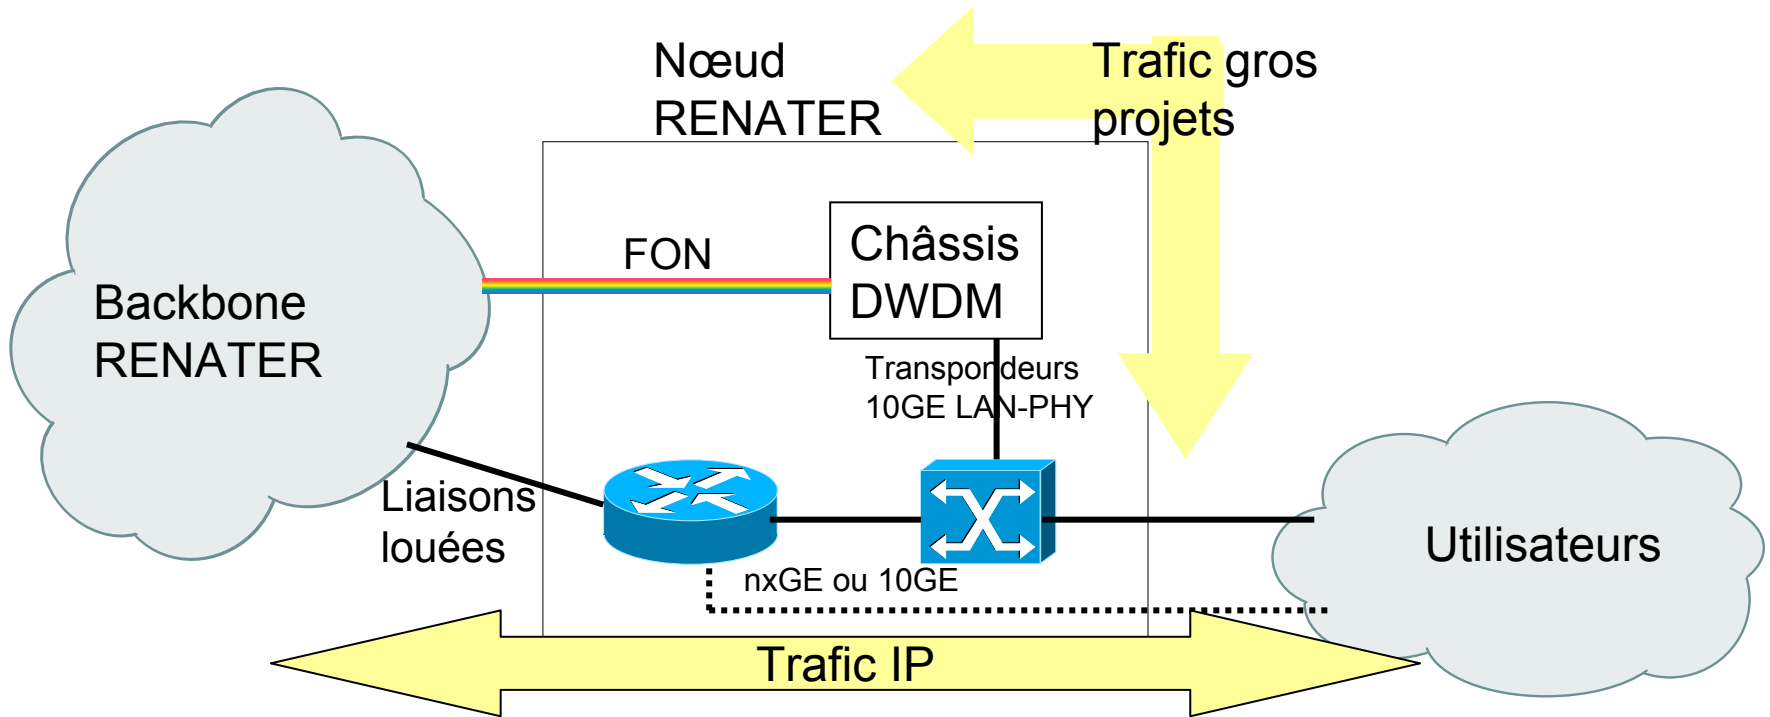 Nœud
RENATER
Trafic gros
projets
FON
Châssis
DWDM
Backbone
RENATER
Transpondeurs
10GE LAN-PHY
Liaisons
louées
Utilisateurs
nxGE ou 10GE
Trafic IP